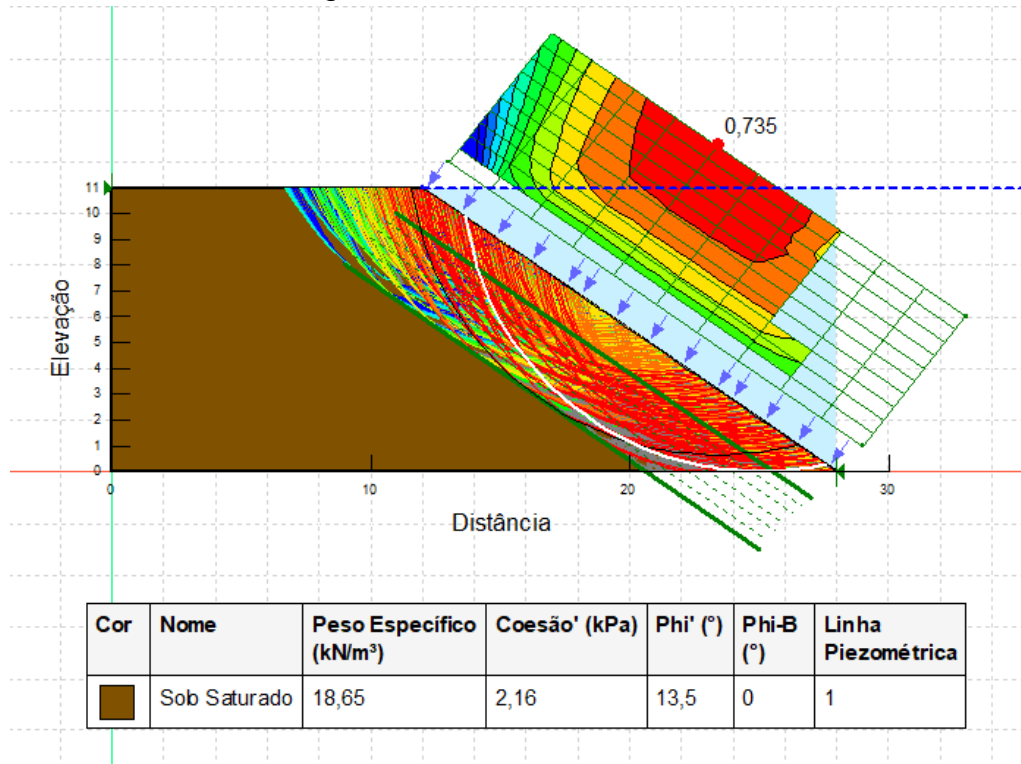 0,735
Elevação
11
10
9
8
7
6
5
4
3
2
1
0
0 10 20 30
Distância
Cor Nome Peso Específico Coesão' (kPa) Phi' (°) Phi-B Linha
(kN/m³) (°) Piezométrica
Sob Saturado 18,65 2,16 13,5 0 1